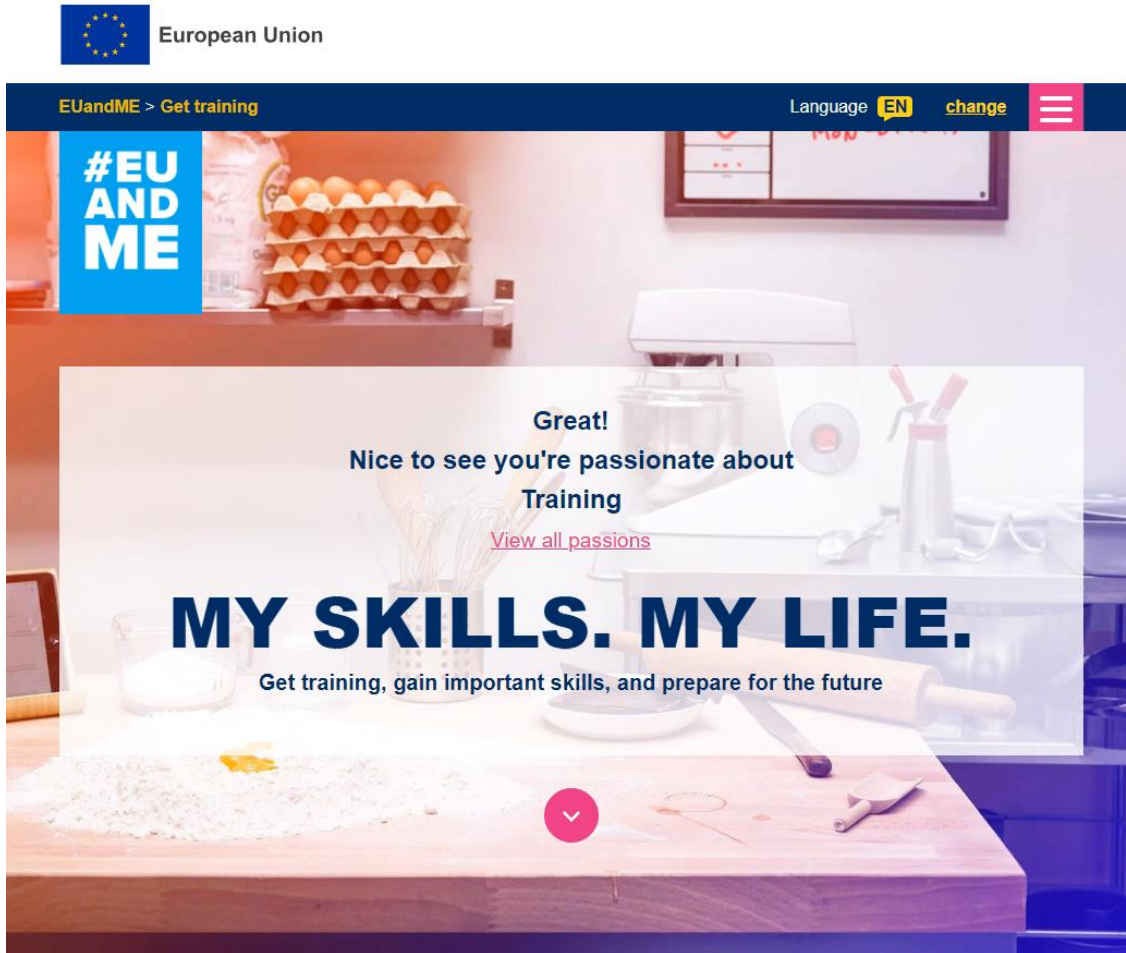 European Union
EUandME > Get training
Language EN change
#EU
AND
ME
Great!
Nice to see you're passionate about
Training
View all passions
MY SKILLS. MY LIFE.
Get training, gain important skills, and prepare for the future